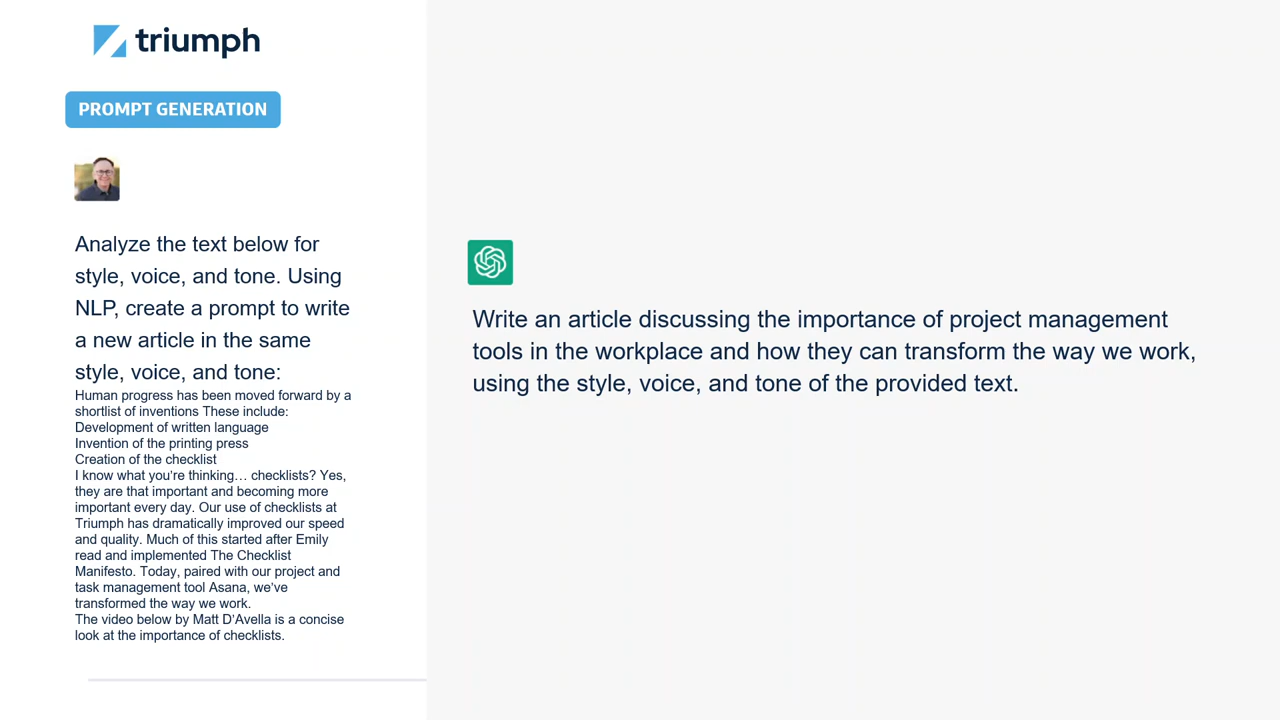 triumph
PROMPT GENERATION
Analyze the text below for
style, voice, and tone. Using
NLP, create a prompt to write
a new article in the same
style, voice, and tone:
Human progress has been moved forward by a
shortlist of inventions These include:
Development of written language
Invention of the printing press
Creation of the checklist
I know what you're thinking… checklists? Yes,
they are that important and becoming more
important every day. Our use of checklists at
Triumph has dramatically improved our speed
and quality. Much of this started after Emily
read and implemented The Checklist
Manifesto. Today, paired with our project and
task management tool Asana, we've
transformed the way we work.
The video below by Matt D'Avella is a concise
look at the importance of checklists.
Write an article discussing the importance of project management
tools in the workplace and how they can transform the way we work,
using the style, voice, and tone of the provided text.